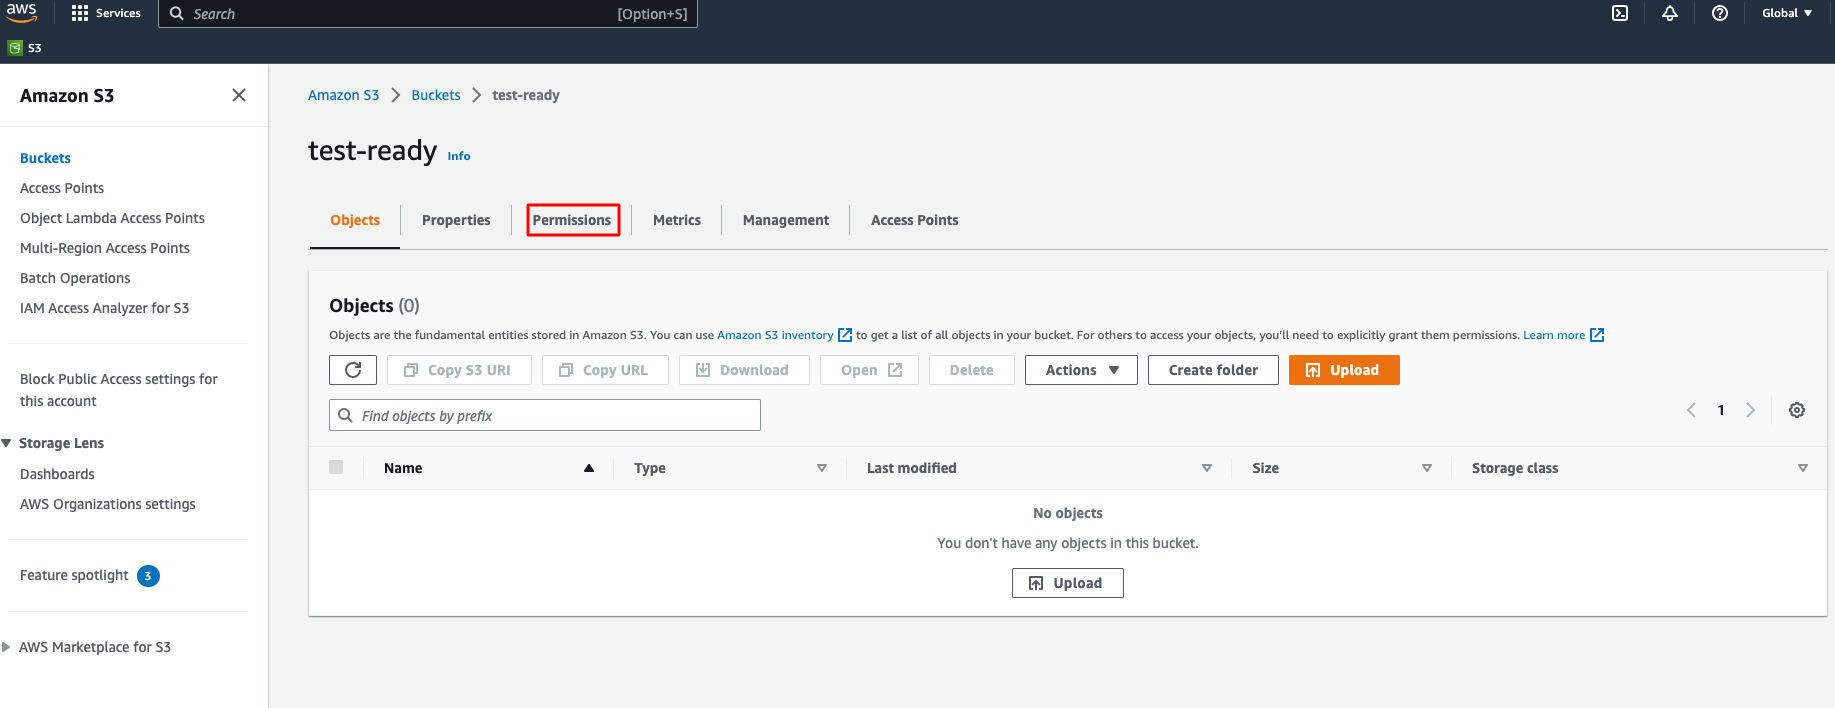 aws
Services
Search
[Option+S]
Global
S3
Amazon S3
Buckets
Access Points
Object Lambda Access Points
Multi-Region Access Points
Batch Operations
IAM Access Analyzer for S3
Block Public Access settings for
this account
Storage Lens
Dashboards
AWS Organizations settings
Feature spotlight 3
AWS Marketplace for S3
Amazon S3 Buckets test-ready
test-ready Info
Objects Properties Permissions Metrics Management Access Points
Objects (0)
Objects are the fundamental entities stored in Amazon S3. You can use Amazon S3 inventory to get a list of all objects in your bucket. For others to access your objects, you'll need to explicitly grant them permissions. Learn more
Copy S3 URI Copy URL Download Open Delete Actions Create folder Upload
Find objects by prefix
1
Name Type Last modified Size Storage class
No objects
You don't have any objects in this bucket.
Upload